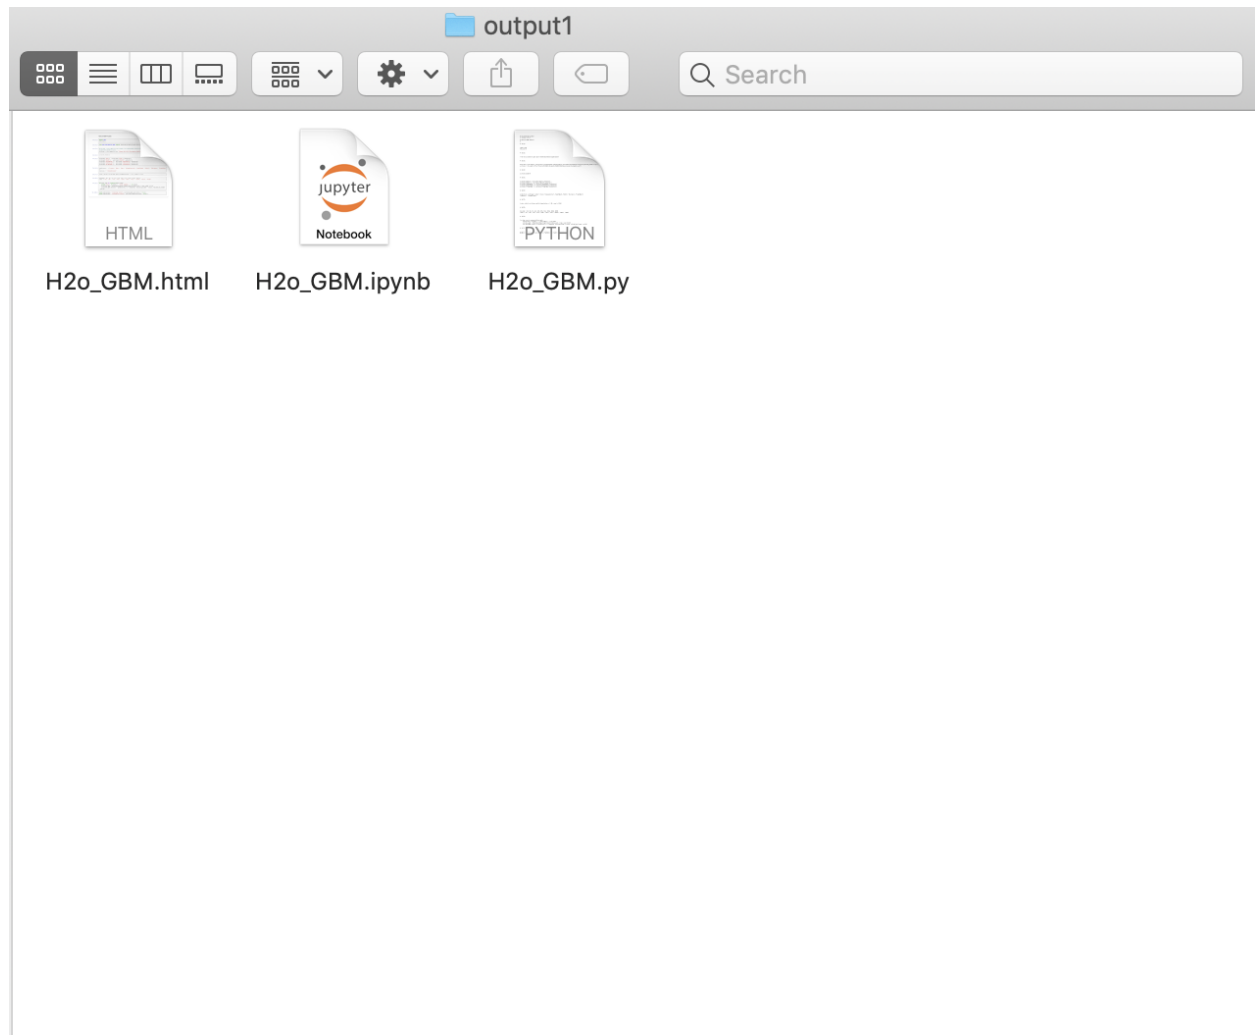 output1
Search
HTML
jupyter
Notebook
PYTHON
H2o_GBM.html
H2o_GBM.ipynb
H2o_GBM.py